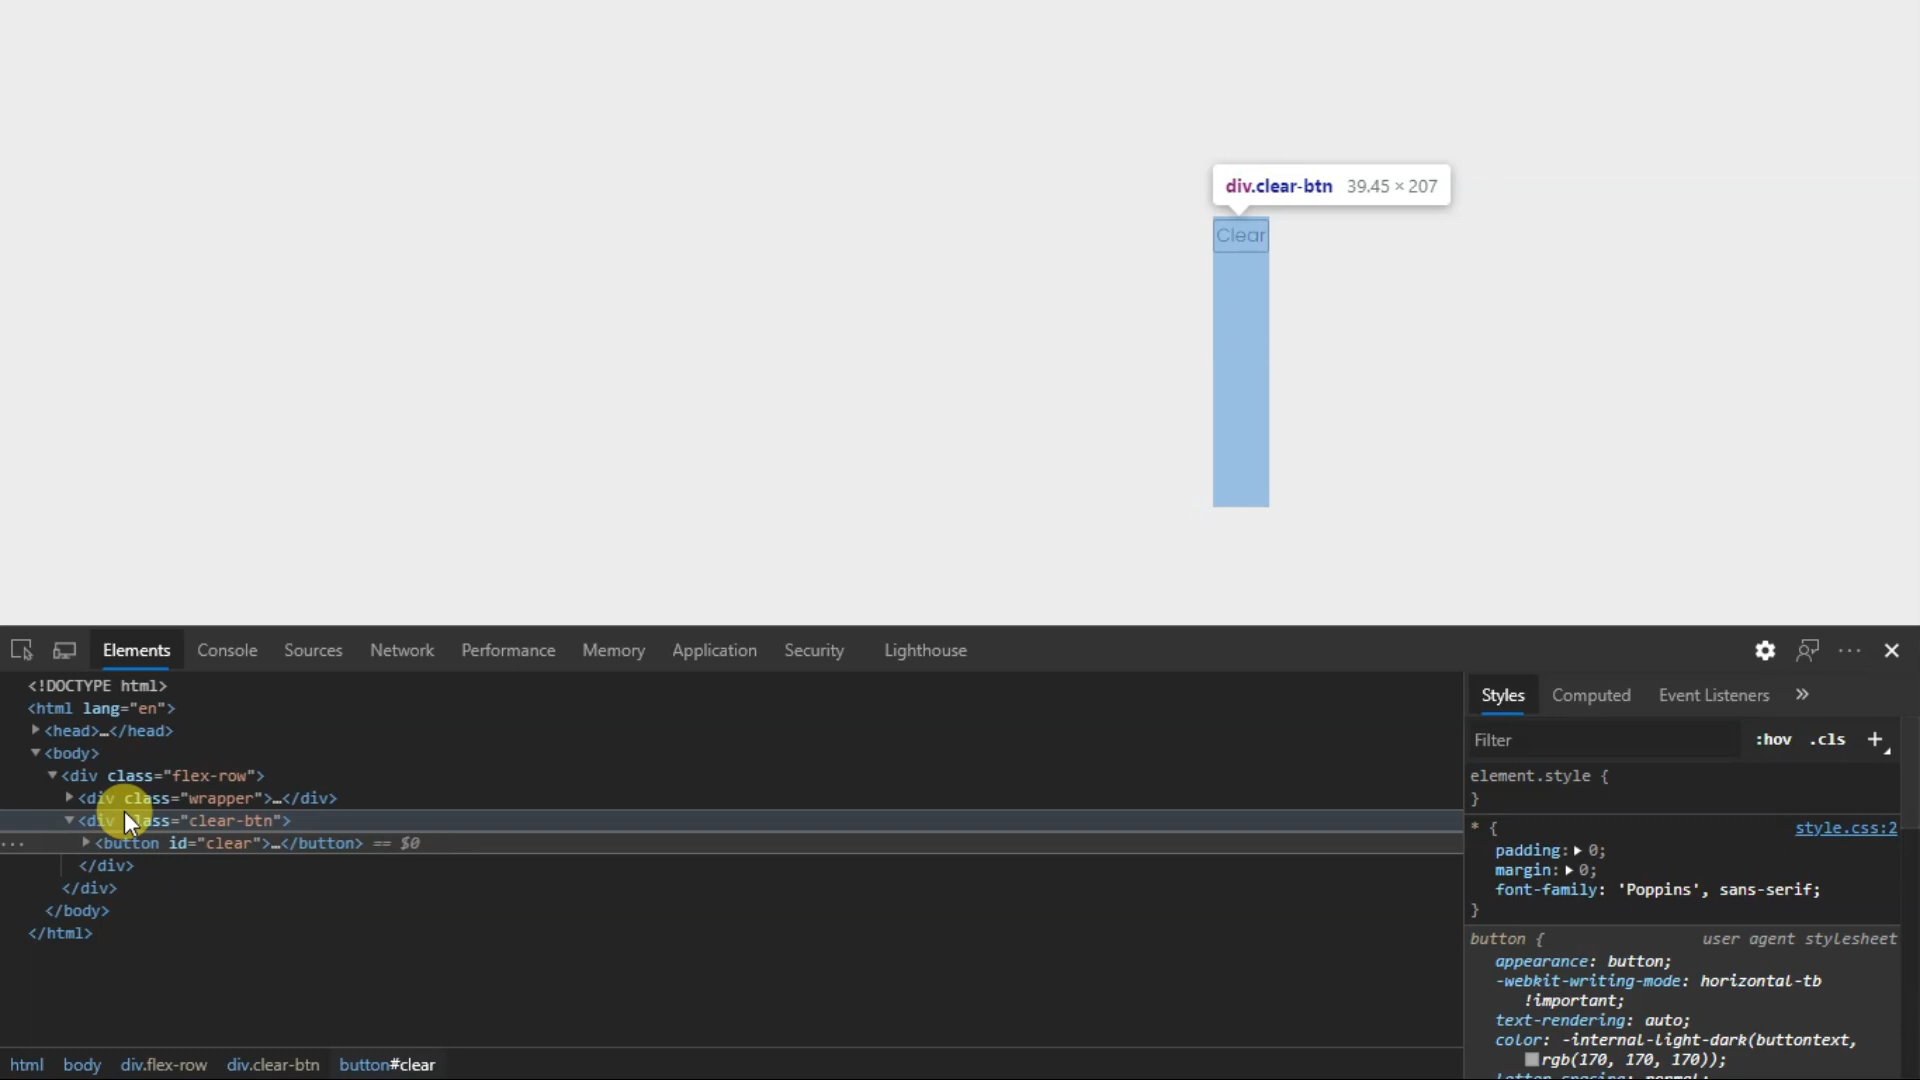 div.clear-btn 39.45 × 207
Clear
Elements Console Sources Network Performance Memory Application Security Lighthouse
<!DOCTYPE html>
<html lang="en">
<head>…</head>
<body>
<div class="flex-row">
<div class="wrapper">…</div>
<div class="clear-btn">
... <button id="clear">…</button> == $0
</div>
</div>
</body>
</html>
html body div.flex-row div.clear-btn button#clear
Styles Computed Event Listeners »
Filter :hov .cls +
element.style {
}
* { style.css:2
padding: 0;
margin: 0;
font-family: 'Poppins', sans-serif;
}
button { user agent stylesheet
appearance: button;
-webkit-writing-mode: horizontal-tb
!important;
text-rendering: auto;
color: -internal-light-dark(buttontext,
rgb(170, 170, 170));
letter-spacing: normal;